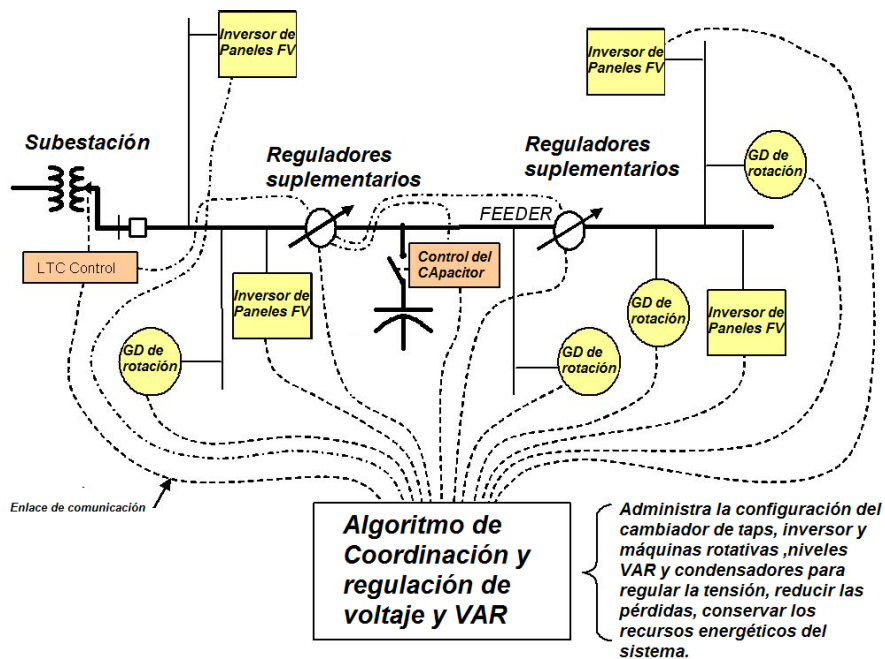 Inversor de
Paneles FV
Inversor de
Paneles FV
Subestación
Reguladores
suplementarios
Reguladores
suplementarios
GD de
rotación
FEEDER
LTC Control
Control del
CApacitor
Inversor de
Paneles FV
GD de
rotación
Inversor de
Paneles FV
GD de
rotación
GD de
rotación
Enlace de comunicación
Algoritmo de
Coordinación y
regulación de
voltaje y VAR
Administra la configuración del
cambiador de taps, inversor y
máquinas rotativas ,niveles
VAR y condensadores para
regular la tensión, reducir las
pérdidas, conservar los
recursos energéticos del
sistema.